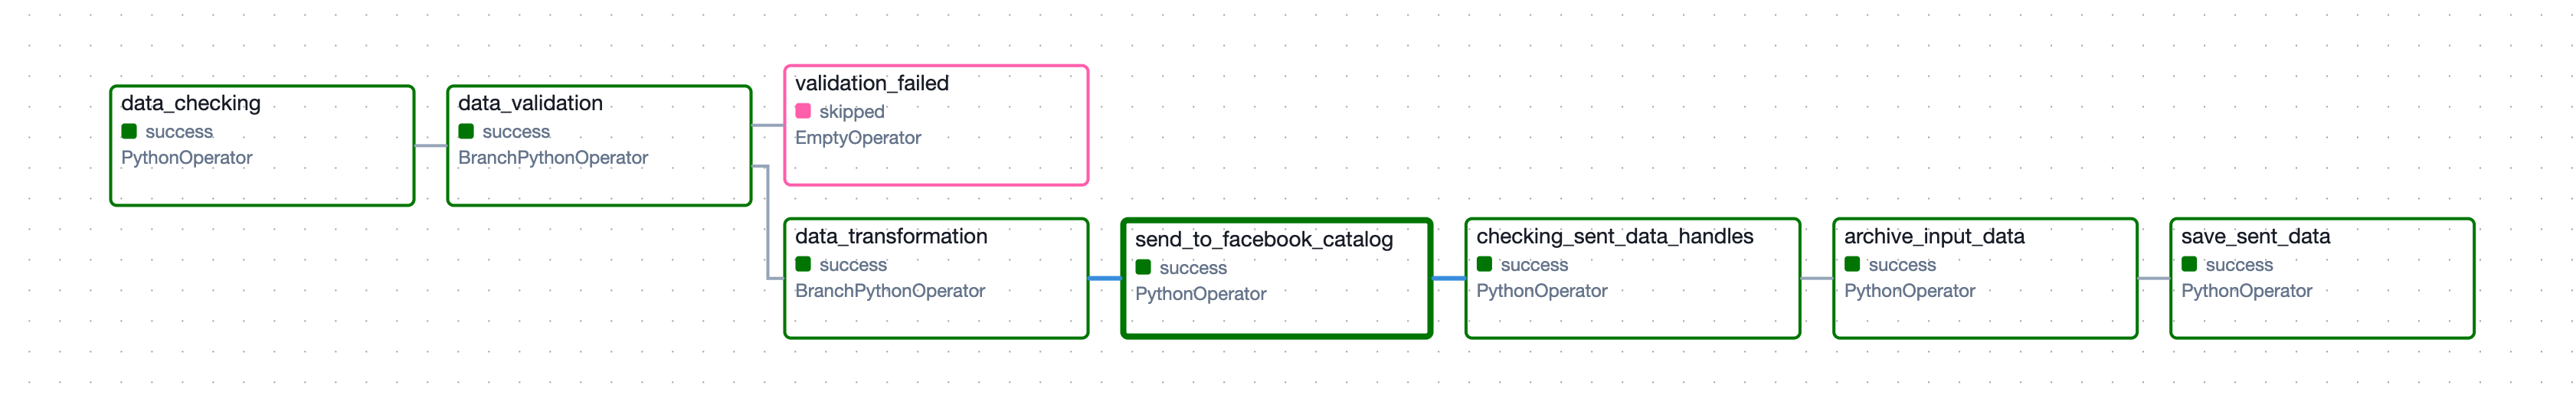 data_checking
success
PythonOperator
data_validation
success
BranchPythonOperator
validation_failed
skipped
EmptyOperator
data_transformation
success
BranchPythonOperator
send_to_facebook_catalog
success
PythonOperator
checking_sent_data_handles
success
PythonOperator
archive_input_data
success
PythonOperator
save_sent_data
success
PythonOperator